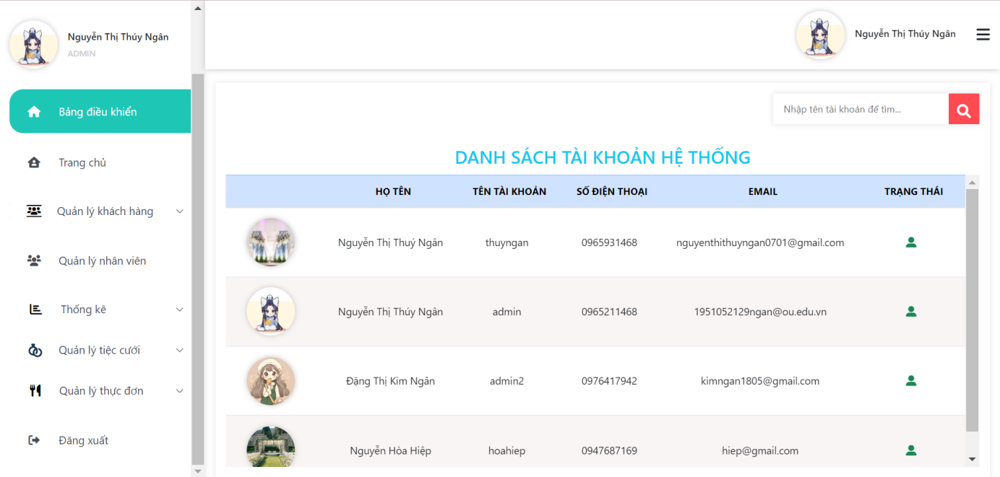 Nguyễn Thị Thúy Ngân
ADMIN
Bảng điều khiển
Trang chủ
Quản lý khách hàng
Quản lý nhân viên
Thống kê
Quản lý tiệc cưới
Quản lý thực đơn
Đăng xuất
Nguyễn Thị Thúy Ngân
Nhập tên tài khoản để tìm...
DANH SÁCH TÀI KHOẢN HỆ THỐNG
HỌ TÊN TÊN TÀI KHOẢN SỐ ĐIỆN THOẠI EMAIL TRẠNG THÁI
Nguyễn Thị Thuý Ngân thuyngan 0965931468 nguyenthithuyngan0701@gmail.com
Nguyễn Thị Thúy Ngân admin 0965211468 1951052129ngan@ou.edu.vn
Đặng Thị Kim Ngân admin2 0976417942 kimngan1805@gmail.com
Nguyễn Hòa Hiệp hoahiep 0947687169 hiep@gmail.com